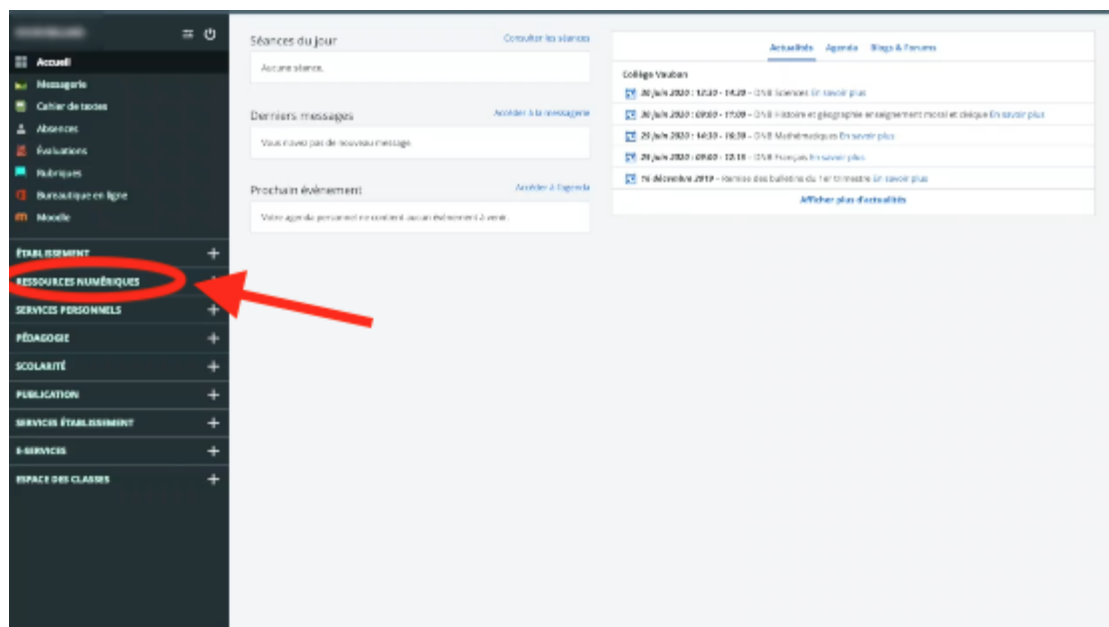 Accueil
Messagerie
Cahier de textes
Absences
Évaluations
Rubriques
Bureautique en ligne
Moodle
ÉTABLISSEMENT
RESSOURCES NUMÉRIQUES
SERVICES PERSONNELS
PÉDAGOGIE
SCOLARITÉ
PUBLICATION
SERVICES ÉTABLISSEMENT
E-SERVICES
ESPACE DES CLASSES
Séances du jour Consulter les séances
Aucune séance.
Derniers messages Accéder à la messagerie
Vous n'avez pas de nouveau message
Prochain événement Accéder à l'agenda
Votre agenda personnel ne contient aucun événement à venir.
Actualités Agenda Blogs & Forums
Collège Vauban
30 juin 2020 : 13:30 - 14:30 – DNB Sciences En savoir plus
30 juin 2020 : 09:00 - 11:00 – DNB Histoire et géographie enseignement moral et civique En savoir plus
29 juin 2020 : 14:30 - 16:30 – DNB Mathématiques En savoir plus
29 juin 2020 : 09:00 - 12:15 – DNB Français En savoir plus
16 décembre 2019 – Remise des bulletins du 1er trimestre En savoir plus
Afficher plus d'actualités